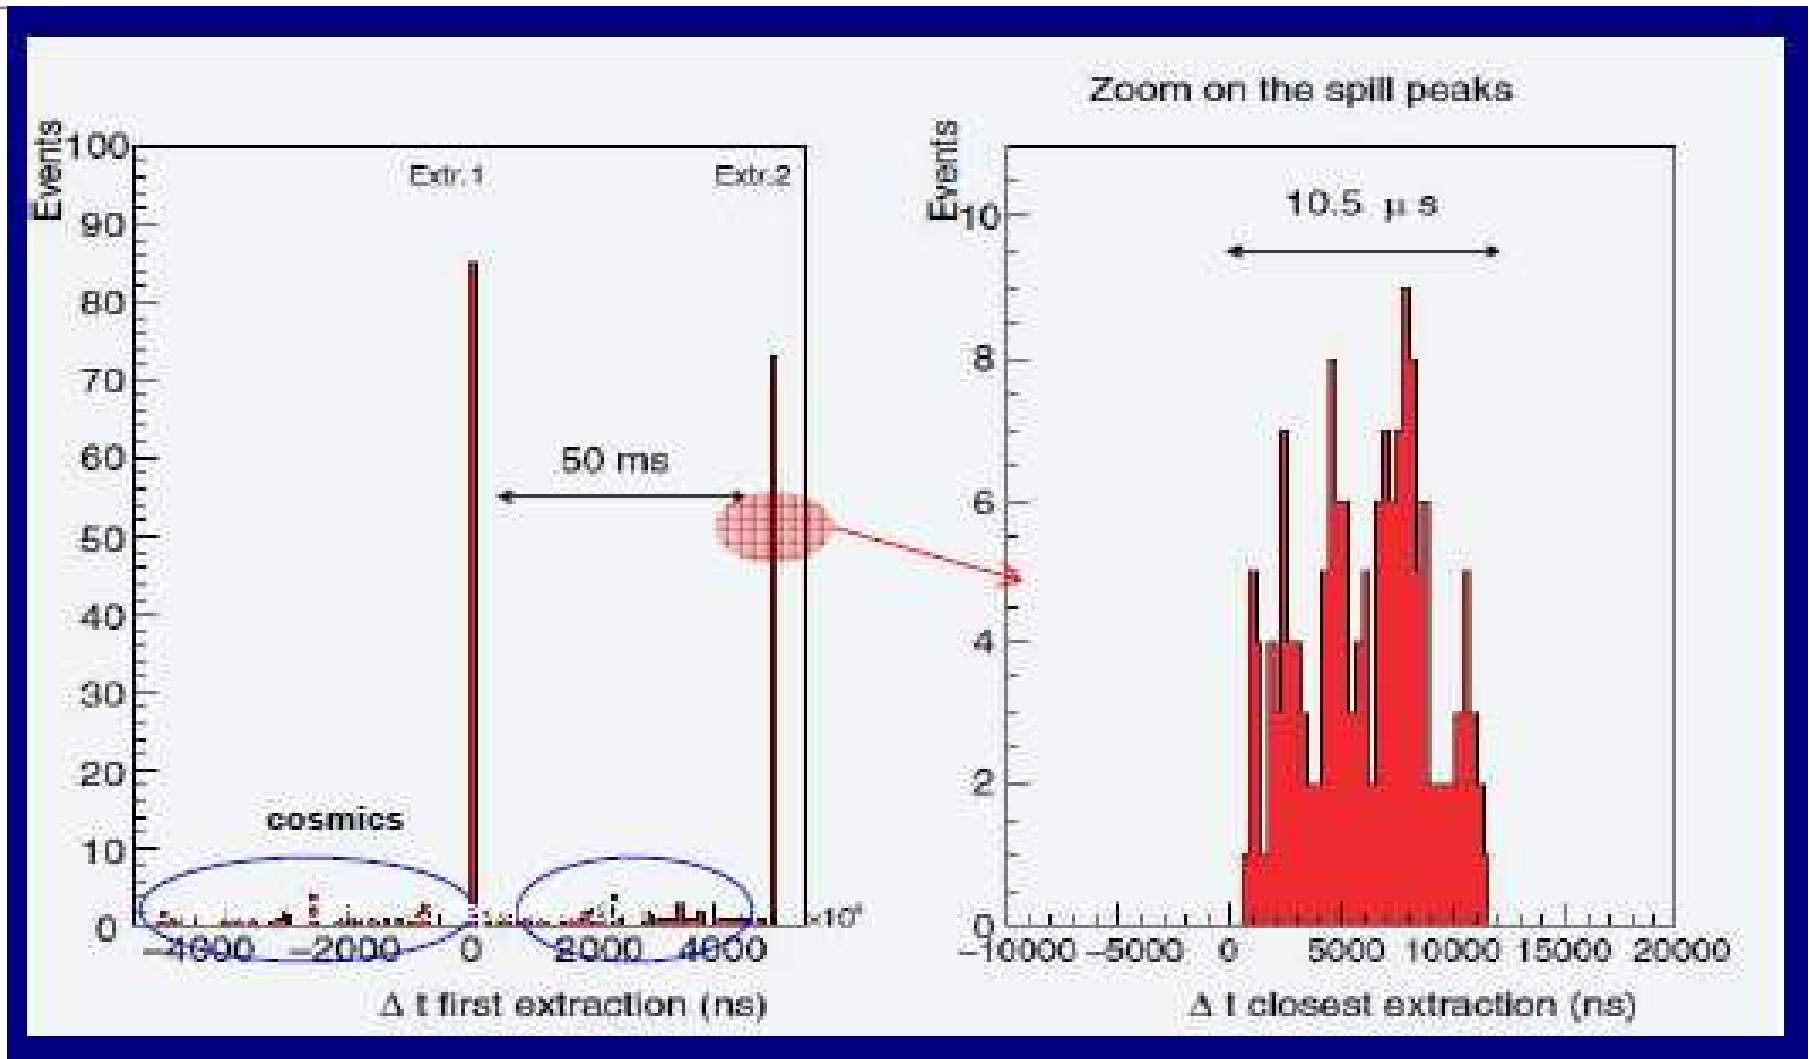 Zoom on the spill peaks
Events
100
90
80
70
60
50
40
30
20
10
0
Extr.1
Extr.2
50 ms
cosmics
−4000 −2000 0 2000 4000
Δ t first extraction (ns)
Events
10
8
6
4
2
0
10.5 μ s
−10000 −5000 0 5000 10000 15000 20000
Δ t closest extraction (ns)